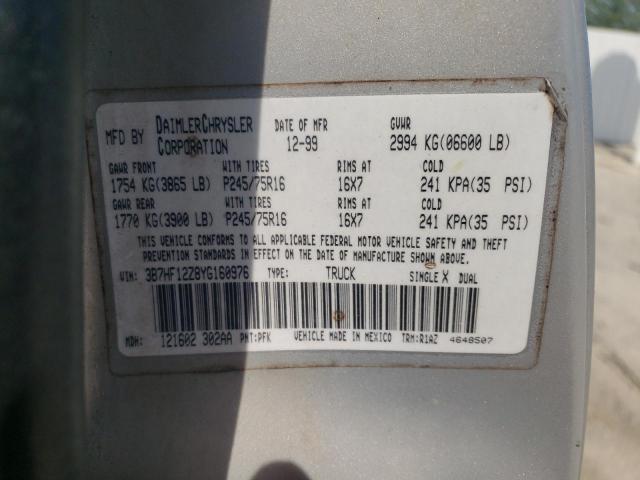 MFD BY DAIMLERCHRYSLER CORPORATION DATE OF MFR 12-99 GVWR 2994 KG(06600 LB)
GAWR FRONT WITH TIRES RIMS AT COLD
1754 KG(3865 LB) P245/75R16 16X7 241 KPA(35 PSI)
GAWR REAR WITH TIRES RIMS AT COLD
1770 KG(3900 LB) P245/75R16 16X7 241 KPA(35 PSI)
THIS VEHICLE CONFORMS TO ALL APPLICABLE FEDERAL MOTOR VEHICLE SAFETY AND THEFT
PREVENTION STANDARDS IN EFFECT ON THE DATE OF MANUFACTURE SHOWN ABOVE.
VIN: 3B7HF12Z8YG160976 TYPE: TRUCK SINGLE X DUAL
MDH: 121602 302AA PNT:PFK VEHICLE MADE IN MEXICO TRM:R1AZ 4648507